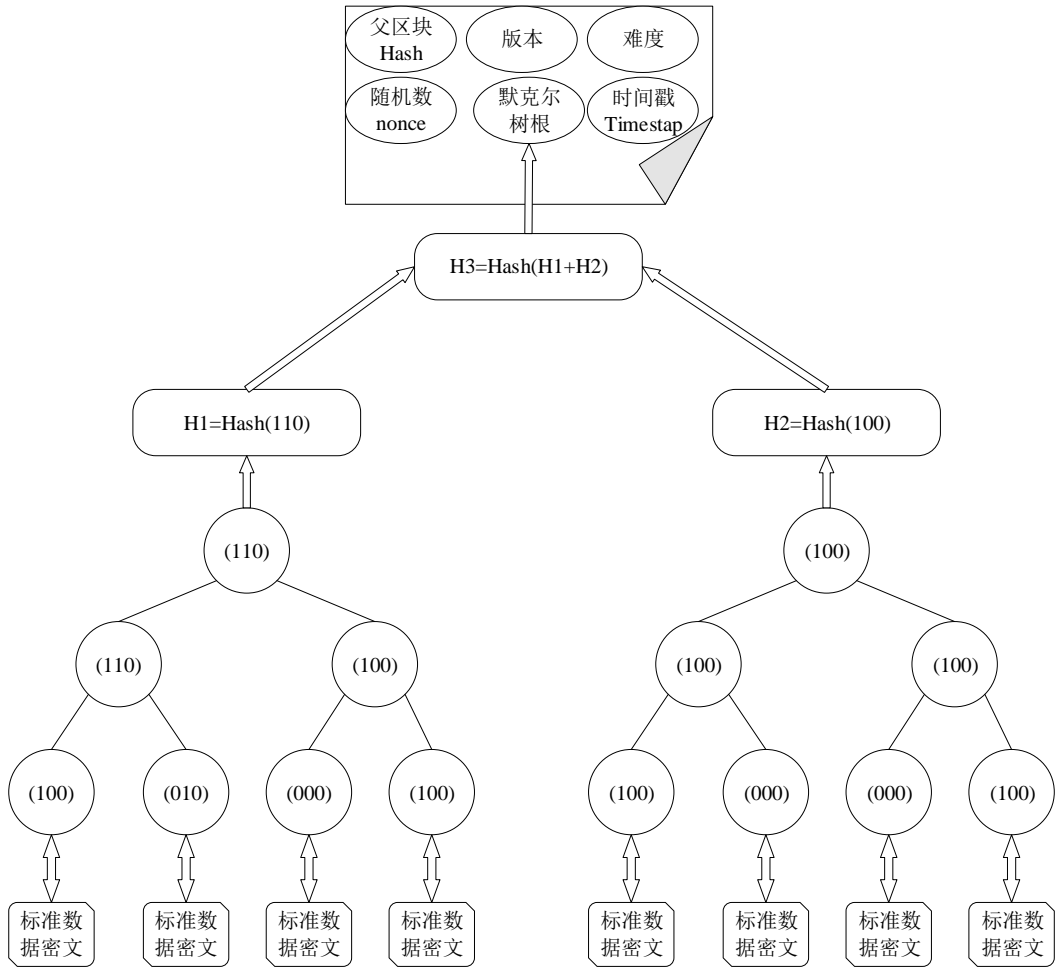 父区块
Hash
版本
难度
随机数
nonce
默克尔
树根
时间戳
Timestap
H3=Hash(H1+H2)
H1=Hash(110)
H2=Hash(100)
(110)
(100)
(110)
(100)
(100)
(100)
(100)
(010)
(000)
(100)
(100)
(000)
(000)
(100)
标准数
据密文
标准数
据密文
标准数
据密文
标准数
据密文
标准数
据密文
标准数
据密文
标准数
据密文
标准数
据密文